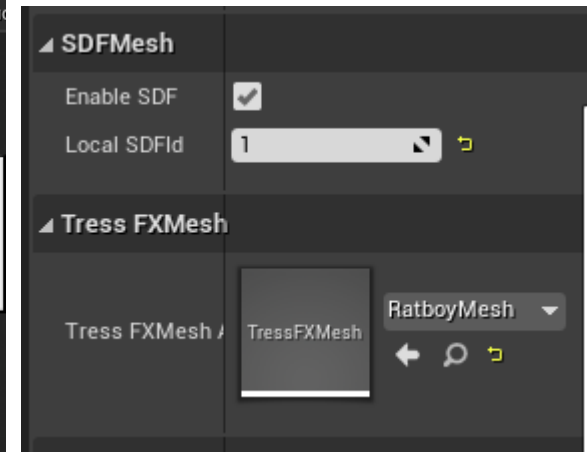 SDFMesh
Enable SDF
Local SDFId
1
Tress FXMesh
Tress FXMesh
TressFXMesh
RatboyMesh